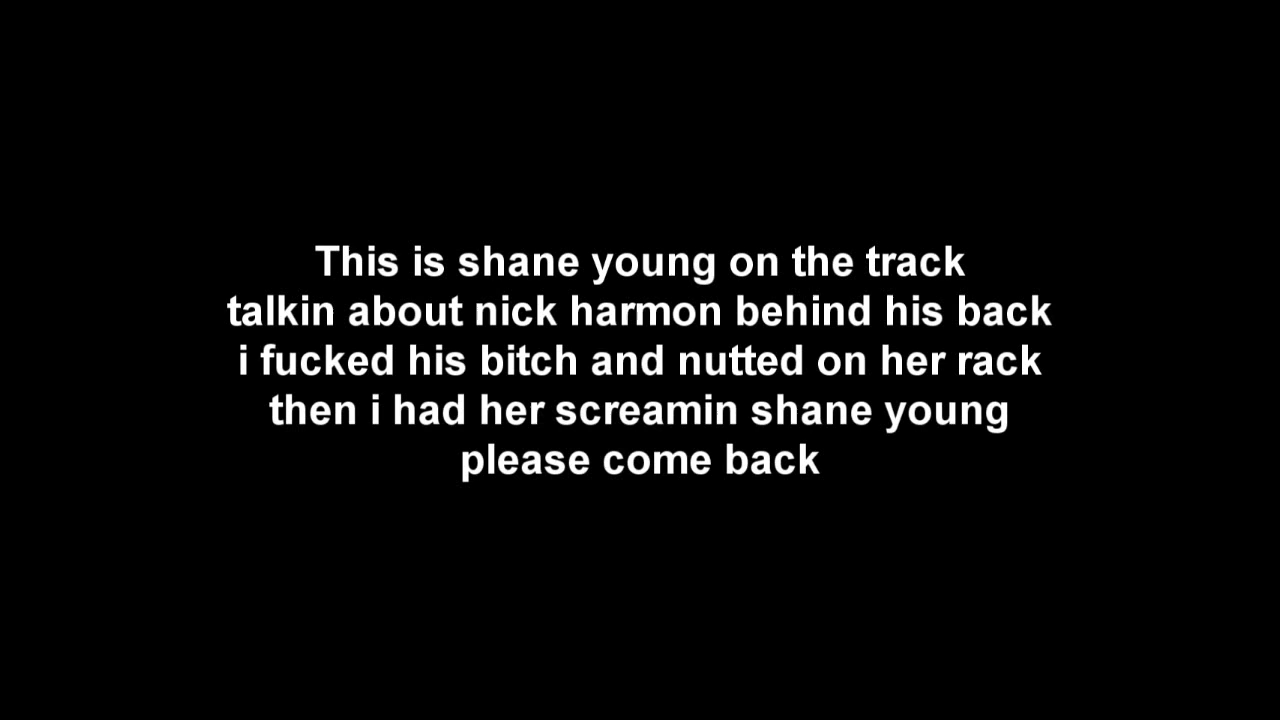 This is shane young on the track
talkin about nick harmon behind his back
i fucked his bitch and nutted on her rack
then i had her screamin shane young
please come back